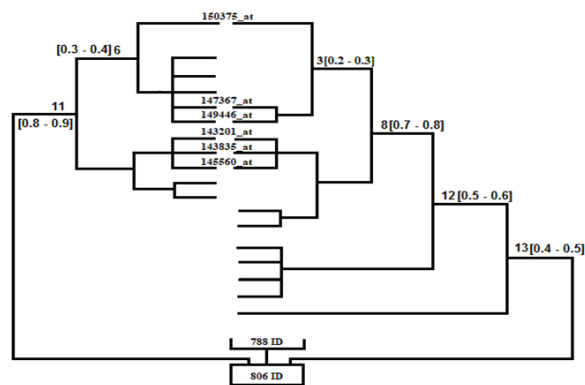 150375_at
[0.3 - 0.4] 6
3[0.2 - 0.3]
147367_at
11
149446_at
[0.8 - 0.9]
8[0.7 - 0.8]
143201_at
143835_at
145560_at
12[0.5 - 0.6]
13[0.4 - 0.5]
788 ID
806 ID